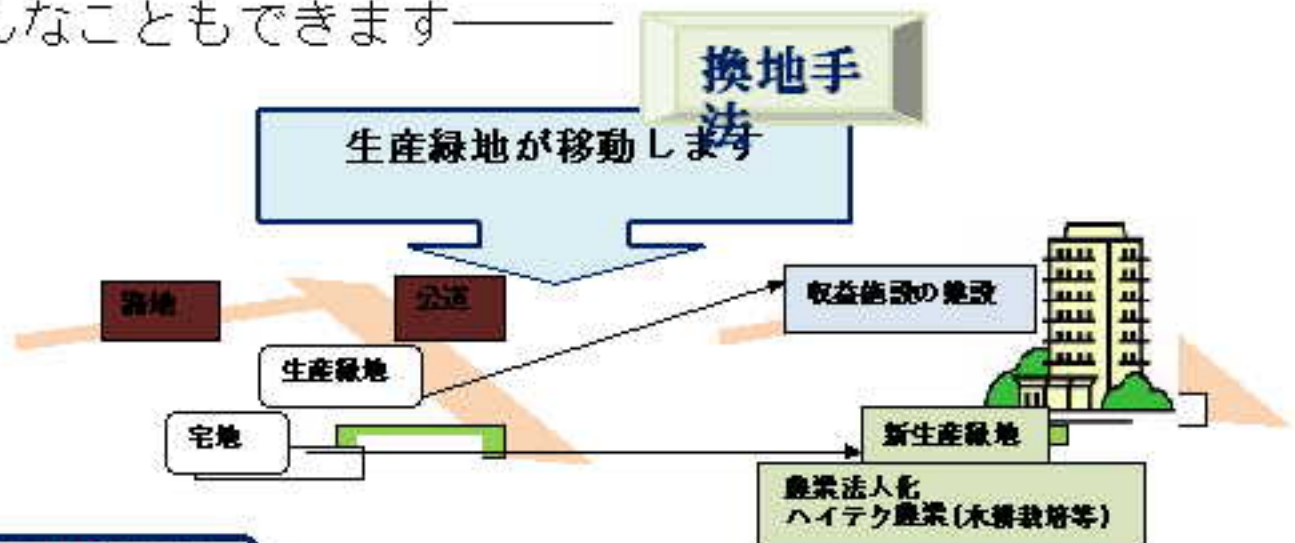 んなこともできます――
換地手
法
生産緑地が移動します
路地
公道
収益施設の建設
生産緑地
宅地
新生産緑地
農業法人化
ハイテク農業(水耕栽培等)